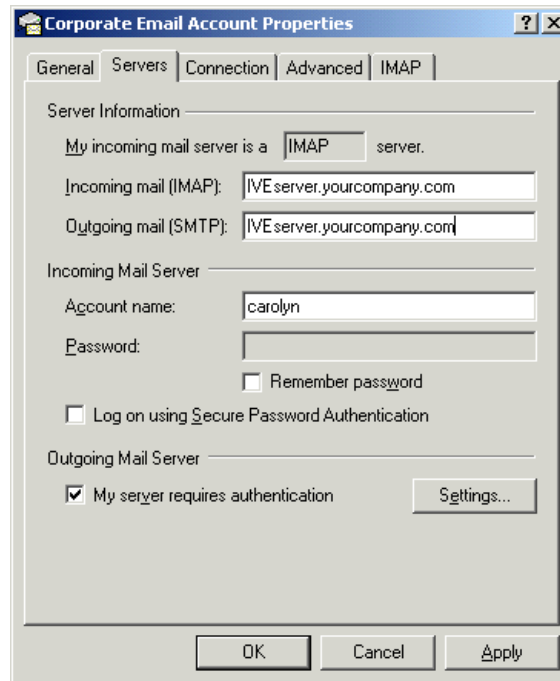 Corporate Email Account Properties
General Servers Connection Advanced IMAP
Server Information
My incoming mail server is a IMAP server.
Incoming mail (IMAP): IVEserver.yourcompany.com
Outgoing mail (SMTP): IVEserver.yourcompany.com
Incoming Mail Server
Account name: carolyn
Password:
Remember password
Log on using Secure Password Authentication
Outgoing Mail Server
My server requires authentication Settings...
OK Cancel Apply